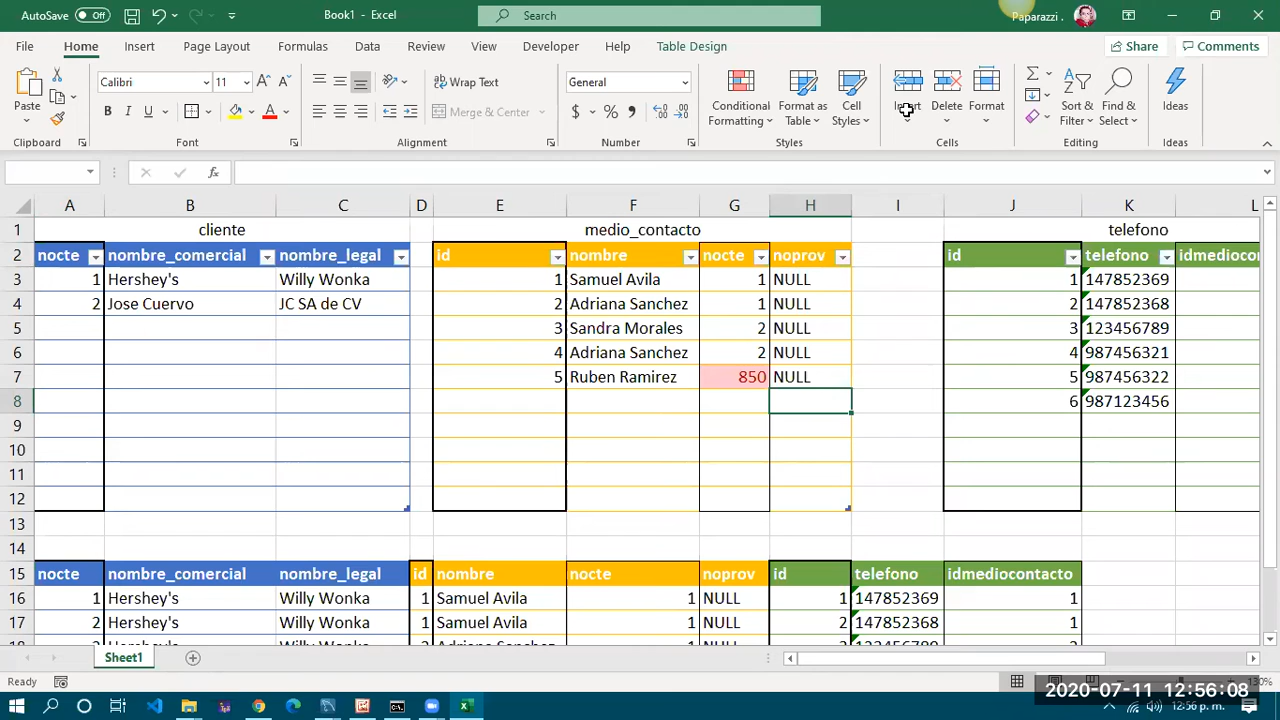 AutoSave Off Book1 - Excel Search Paparazzi .
File Home Insert Page Layout Formulas Data Review View Developer Help Table Design Share Comments
Paste Calibri 11 Wrap Text General Conditional Format as Cell Insert Delete Format Sort & Find & Ideas
B I U Merge & Center $ % Formatting Table Styles Filter Select
Clipboard Font Alignment Number Styles Cells Editing Ideas
fx
A B C D E F G H I J K L
1 cliente medio_contacto telefono
2 nocte nombre_comercial nombre_legal id nombre nocte noprov id telefono idmediocon
3 1 Hershey's Willy Wonka 1 Samuel Avila 1 NULL 1 147852369
4 2 Jose Cuervo JC SA de CV 2 Adriana Sanchez 1 NULL 2 147852368
5 3 Sandra Morales 2 NULL 3 123456789
6 4 Adriana Sanchez 2 NULL 4 987456321
7 5 Ruben Ramirez 850 NULL 5 987456322
8 6 987123456
9
10
11
12
13
14
15 nocte nombre_comercial nombre_legal id nombre nocte noprov id telefono idmediocontacto
16 1 Hershey's Willy Wonka 1 Samuel Avila 1 NULL 1 147852369 1
17 2 Hershey's Willy Wonka 1 Samuel Avila 1 NULL 2 147852368 1
Sheet1
Ready 130%
2020-07-11 12:56:08
12:56 p. m.